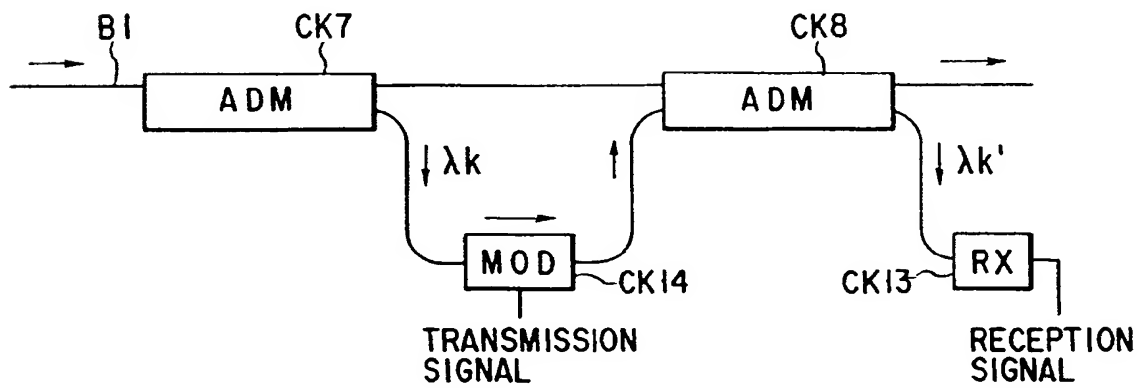 B1
CK7
CK8
ADM
ADM
λk
λk'
MOD
RX
CK14
CK13
TRANSMISSION
SIGNAL
RECEPTION
SIGNAL